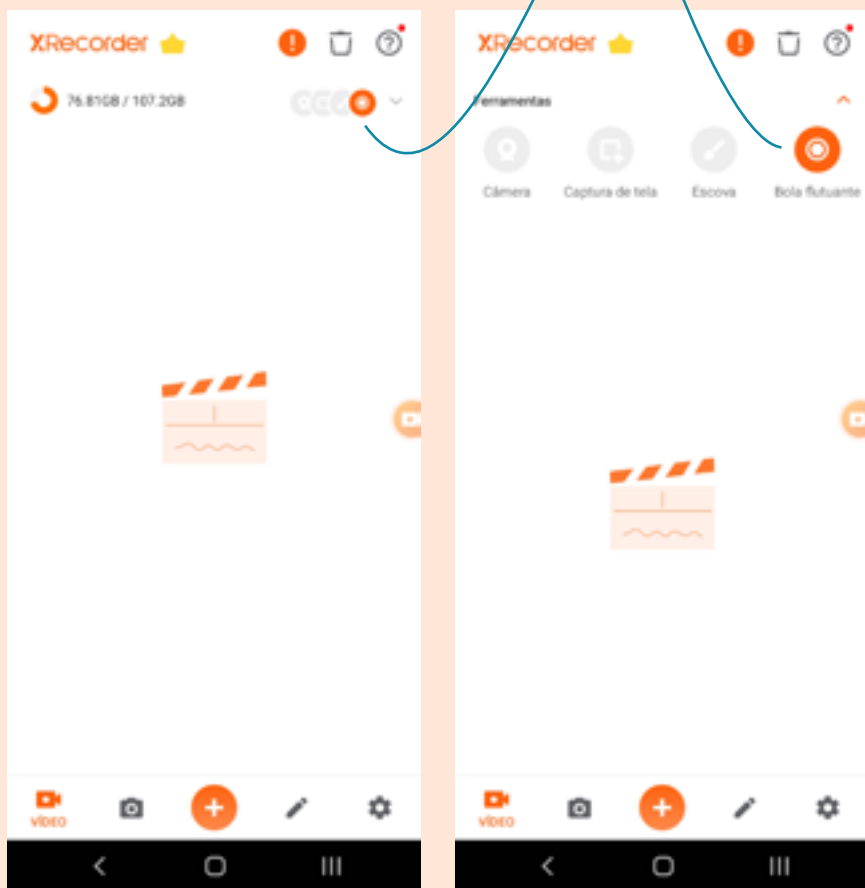 XRecorder
76.81GB / 107.2GB
VÍDEO
XRecorder
Ferramentas
Câmera
Captura de tela
Escova
Bola flutuante
VÍDEO